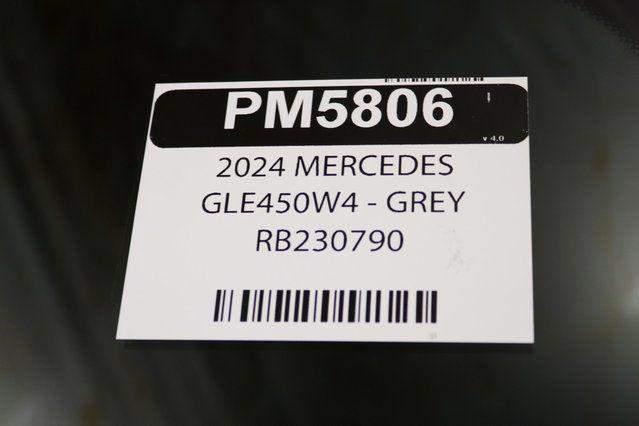 PM5806
v 4.0
2024 MERCEDES
GLE450W4 - GREY
RB230790